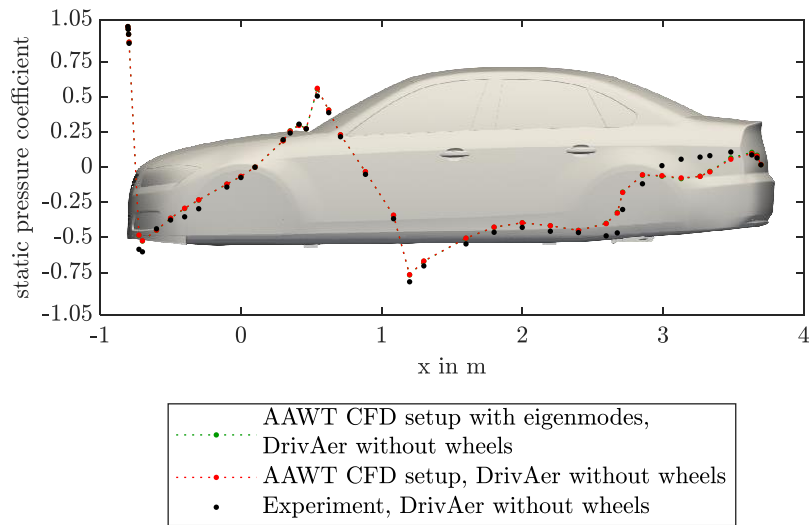 static pressure coefficient
1.05
0.75
0.5
0.25
0
-0.25
-0.5
-0.75
-1.05
-1
0
1
2
3
4
x in m
AAWT CFD setup with eigenmodes,
DrivAer without wheels
AAWT CFD setup, DrivAer without wheels
Experiment, DrivAer without wheels